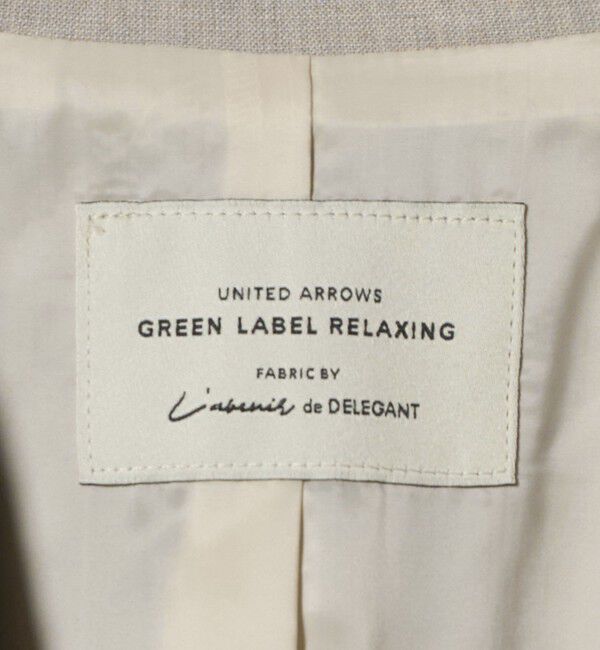 UNITED ARROWS
GREEN LABEL RELAXING
FABRIC BY
L'avenir de DELEGANT